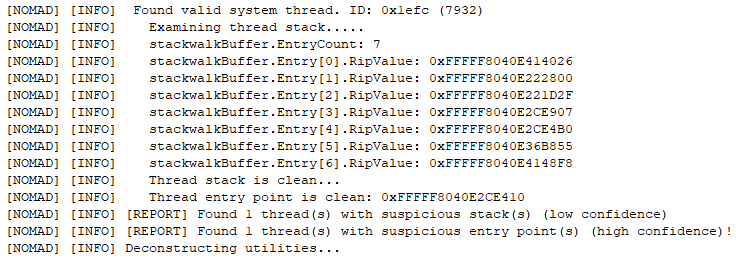 [NOMAD] [INFO]  Found valid system thread. ID: 0x1efc (7932)
[NOMAD] [INFO]    Examining thread stack.....
[NOMAD] [INFO]    stackwalkBuffer.EntryCount: 7
[NOMAD] [INFO]    stackwalkBuffer.Entry[0].RipValue: 0xFFFFF8040E414026
[NOMAD] [INFO]    stackwalkBuffer.Entry[1].RipValue: 0xFFFFF8040E222800
[NOMAD] [INFO]    stackwalkBuffer.Entry[2].RipValue: 0xFFFFF8040E221D2F
[NOMAD] [INFO]    stackwalkBuffer.Entry[3].RipValue: 0xFFFFF8040E2CE907
[NOMAD] [INFO]    stackwalkBuffer.Entry[4].RipValue: 0xFFFFF8040E2CE4B0
[NOMAD] [INFO]    stackwalkBuffer.Entry[5].RipValue: 0xFFFFF8040E36B855
[NOMAD] [INFO]    stackwalkBuffer.Entry[6].RipValue: 0xFFFFF8040E4148F8
[NOMAD] [INFO]    Thread stack is clean...
[NOMAD] [INFO]    Thread entry point is clean: 0xFFFFF8040E2CE410
[NOMAD] [INFO] [REPORT] Found 1 thread(s) with suspicious stack(s) (low confidence)
[NOMAD] [INFO] [REPORT] Found 1 thread(s) with suspicious entry point(s) (high confidence)!
[NOMAD] [INFO] Deconstructing utilities...